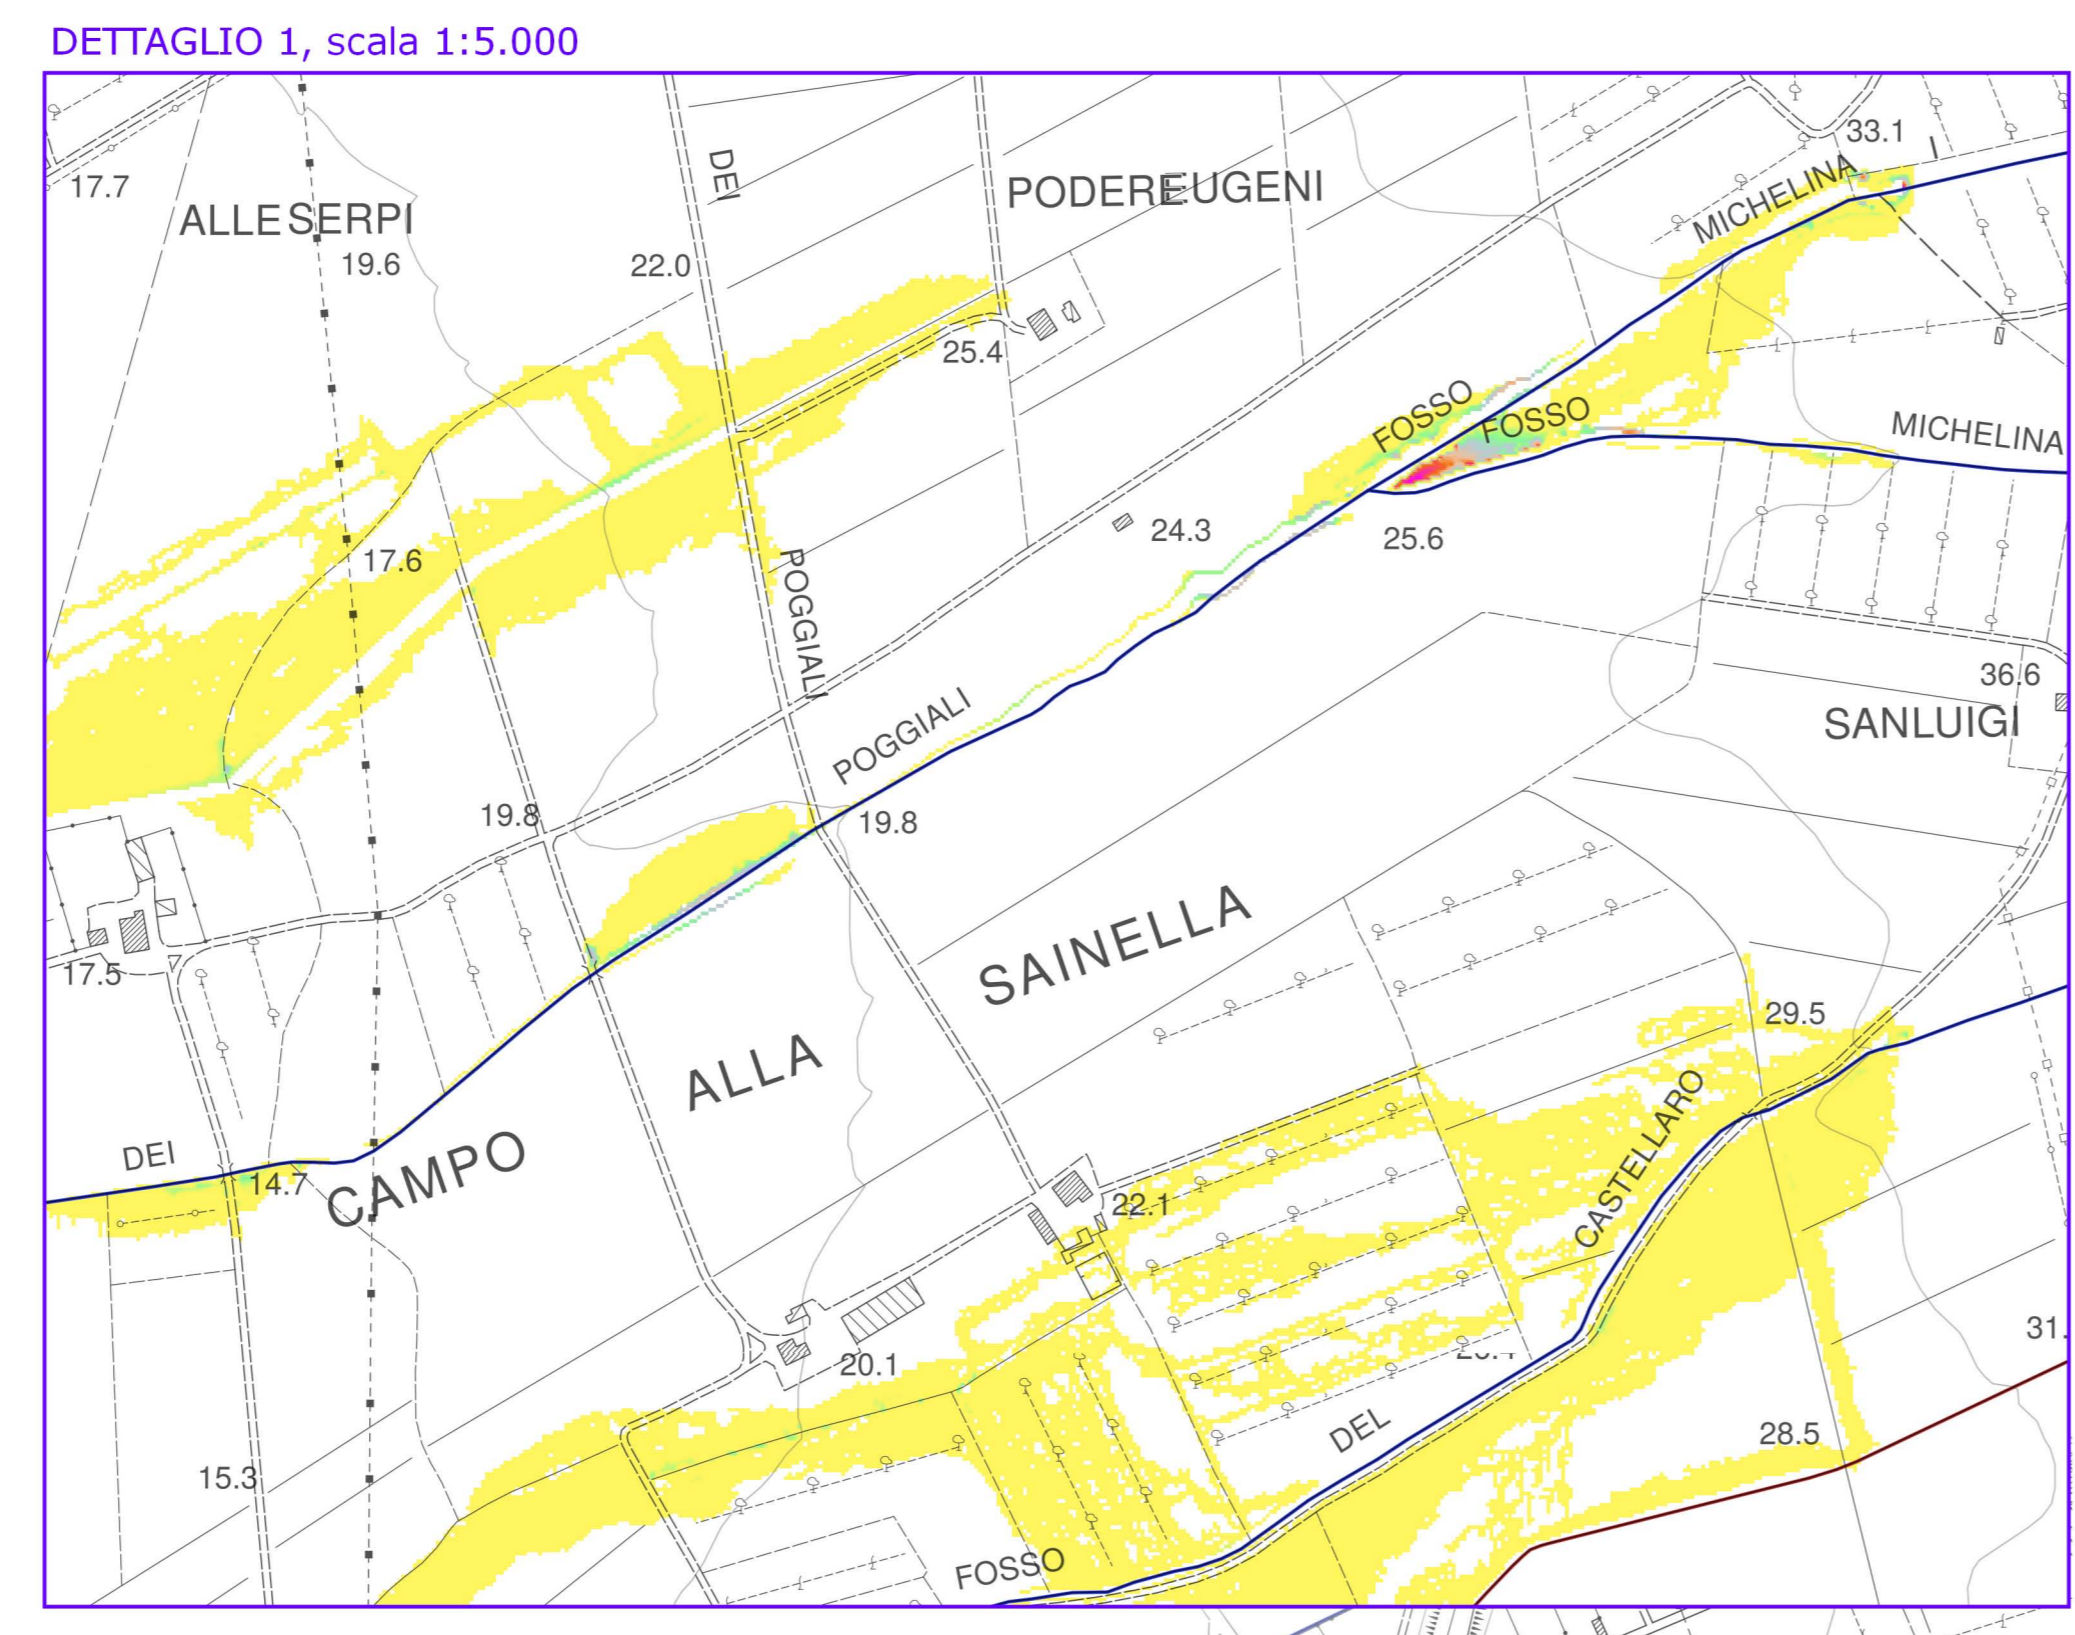 DETTAGLIO 1, scala 1:5.000
33.1
I
DEI
MICHELINA
17.7
PODERE EUGENI
ALLE SERPI
19.6
22.0
25.4
FOSSO
FOSSO
MICHELINA
24.3
25.6
17.6
POGGIALI
36.6
POGGIALI
SAN LUIGI
19.8
19.8
SAINELLA
17.5
29.5
ALLA
CASTELLARO
DEI
14.7
CAMPO
22.1
31.
20.1
DEL
28.5
15.3
FOSSO